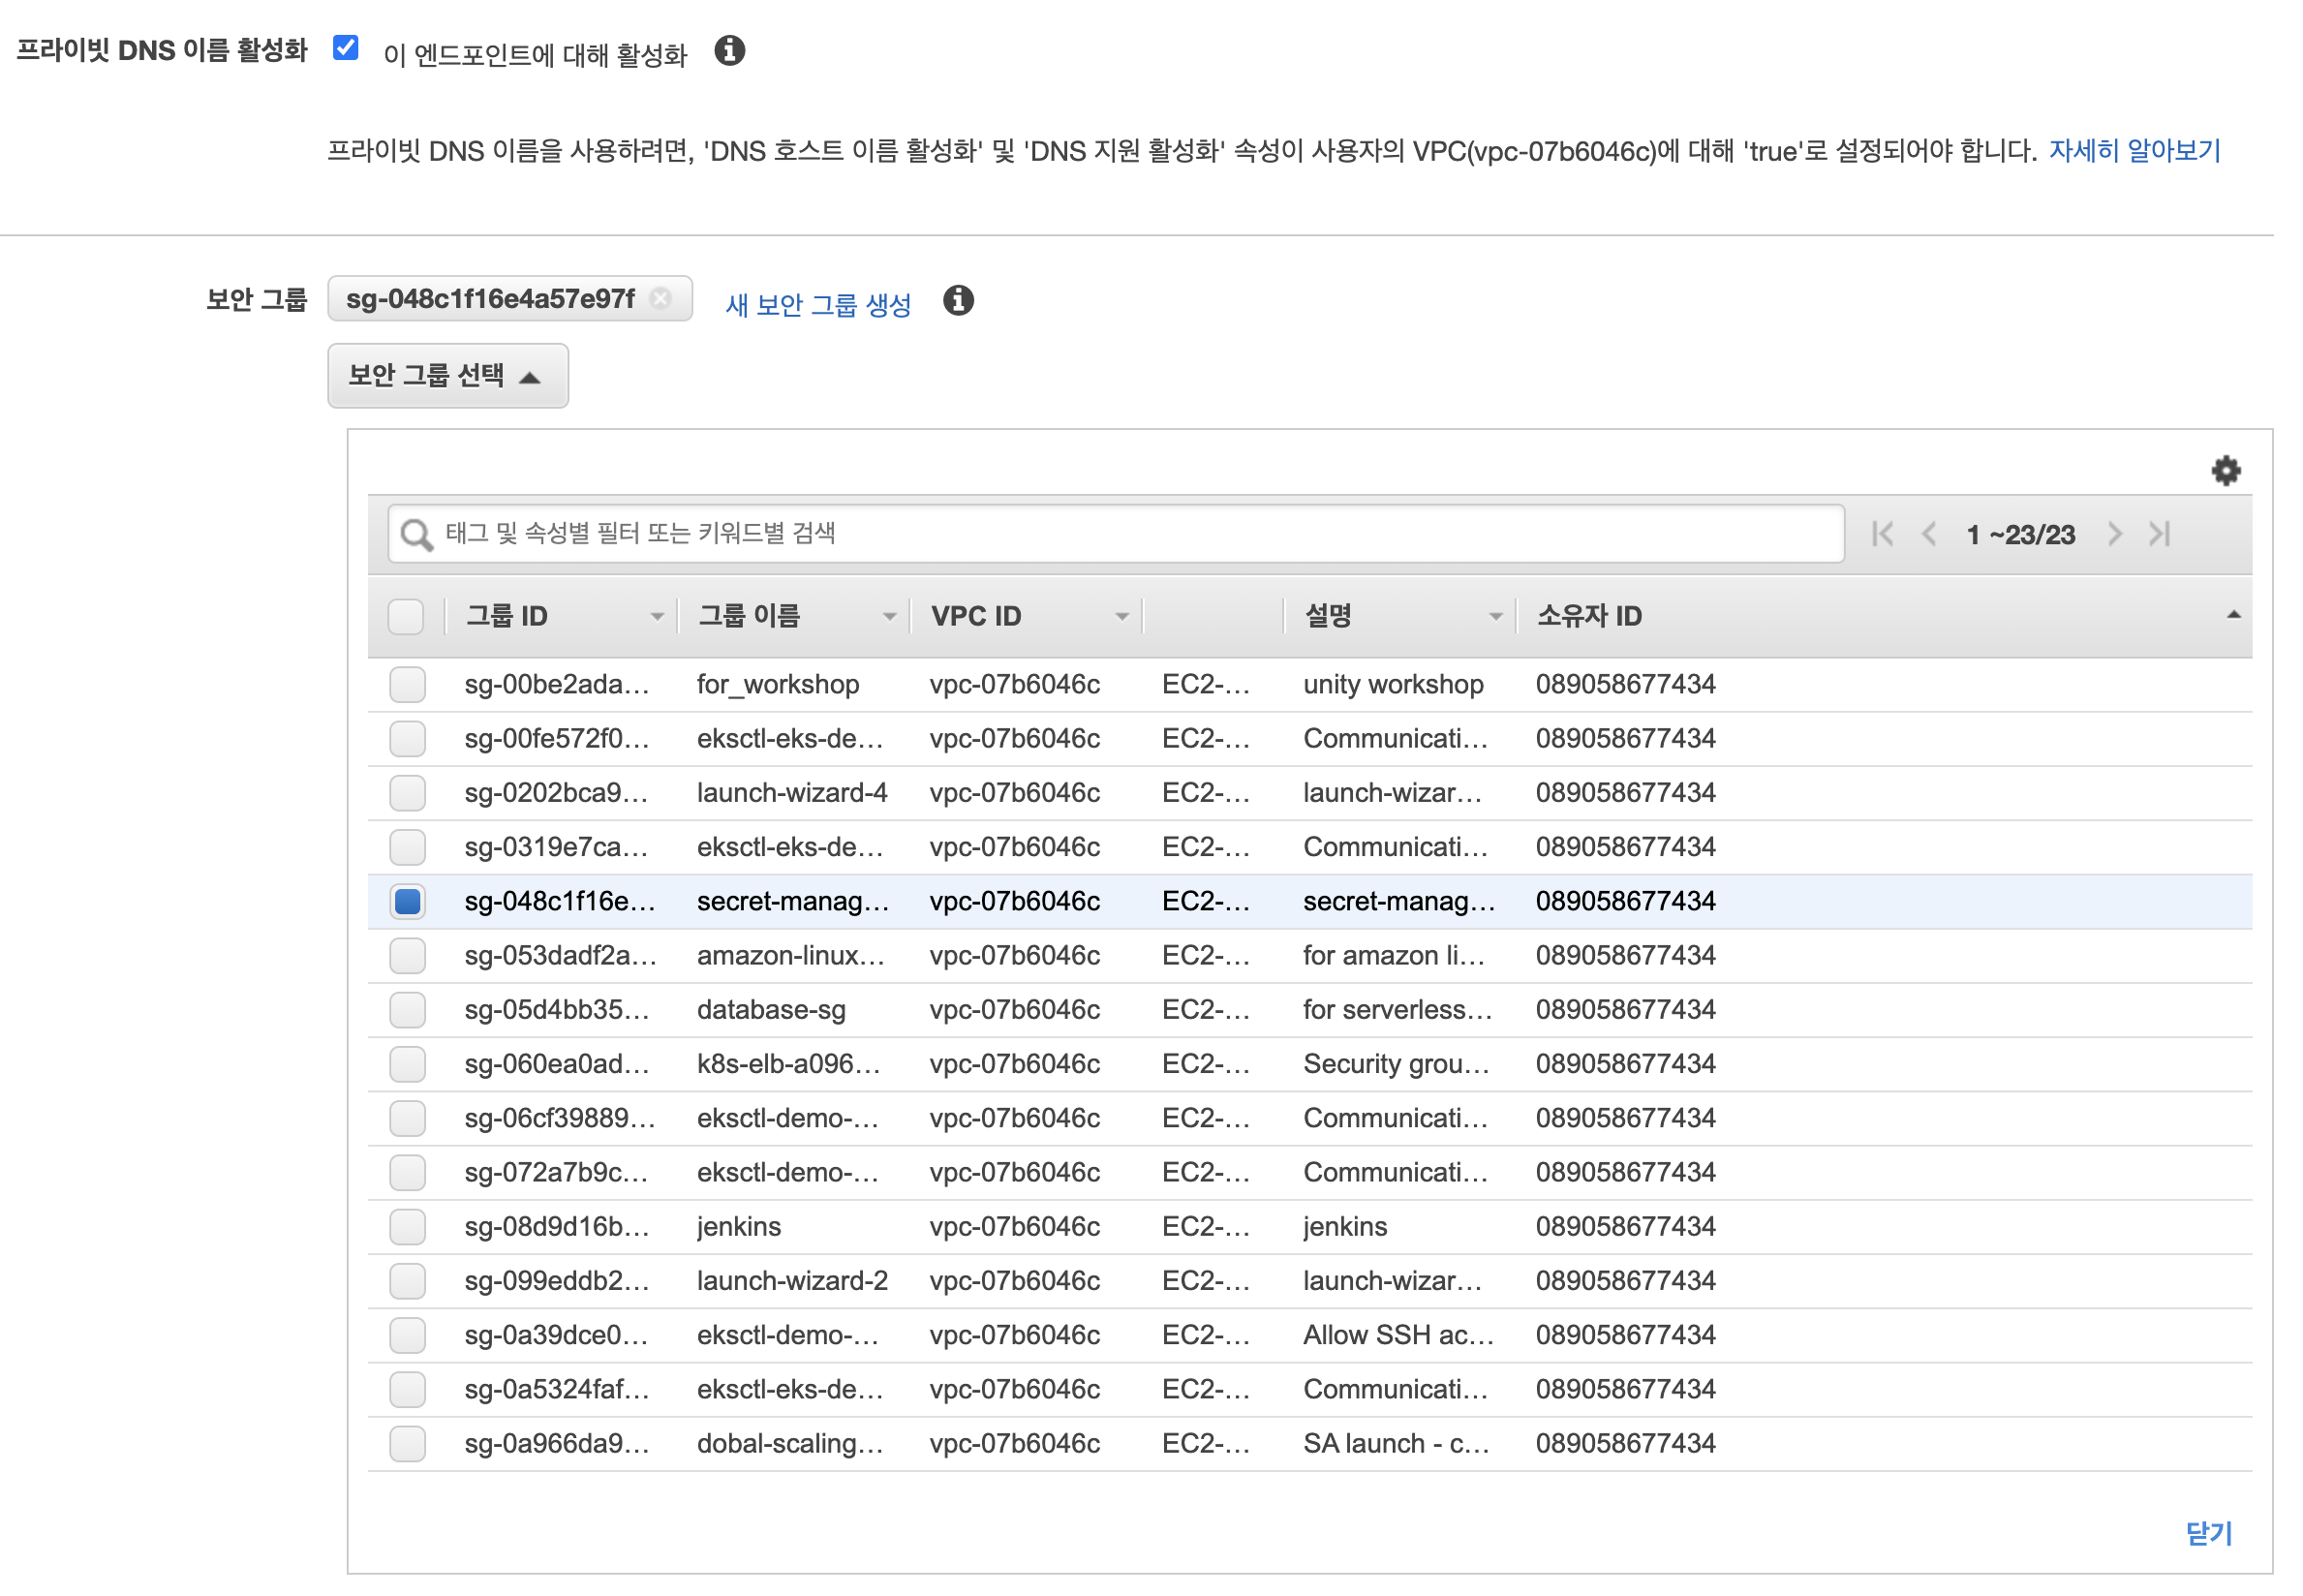 프라이빗 DNS 이름 활성화 이 엔드포인트에 대해 활성화
프라이빗 DNS 이름을 사용하려면, 'DNS 호스트 이름 활성화' 및 'DNS 지원 활성화' 속성이 사용자의 VPC(vpc-07b6046c)에 대해 'true'로 설정되어야 합니다. 자세히 알아보기
보안 그룹 sg-048c1f16e4a57e97f 새 보안 그룹 생성
보안 그룹 선택
태그 및 속성별 필터 또는 키워드별 검색 1 ~23/23
그룹 ID 그룹 이름 VPC ID 설명 소유자 ID
sg-00be2ada… for_workshop vpc-07b6046c EC2-… unity workshop 089058677434
sg-00fe572f0… eksctl-eks-de… vpc-07b6046c EC2-… Communicati… 089058677434
sg-0202bca9… launch-wizard-4 vpc-07b6046c EC2-… launch-wizar… 089058677434
sg-0319e7ca… eksctl-eks-de… vpc-07b6046c EC2-… Communicati… 089058677434
sg-048c1f16e… secret-manag… vpc-07b6046c EC2-… secret-manag… 089058677434
sg-053dadf2a… amazon-linux… vpc-07b6046c EC2-… for amazon li… 089058677434
sg-05d4bb35… database-sg vpc-07b6046c EC2-… for serverless… 089058677434
sg-060ea0ad… k8s-elb-a096… vpc-07b6046c EC2-… Security grou… 089058677434
sg-06cf39889… eksctl-demo-… vpc-07b6046c EC2-… Communicati… 089058677434
sg-072a7b9c… eksctl-demo-… vpc-07b6046c EC2-… Communicati… 089058677434
sg-08d9d16b… jenkins vpc-07b6046c EC2-… jenkins 089058677434
sg-099eddb2… launch-wizard-2 vpc-07b6046c EC2-… launch-wizar… 089058677434
sg-0a39dce0… eksctl-demo-… vpc-07b6046c EC2-… Allow SSH ac… 089058677434
sg-0a5324faf… eksctl-eks-de… vpc-07b6046c EC2-… Communicati… 089058677434
sg-0a966da9… dobal-scaling… vpc-07b6046c EC2-… SA launch - c… 089058677434
닫기